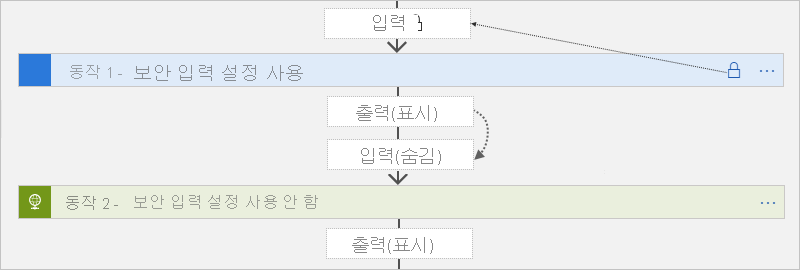 입력
동작 1 - 보안 입력 설정 사용
출력(표시)
입력(숨김)
동작 2 - 보안 입력 설정 사용 안 함
출력(표시)